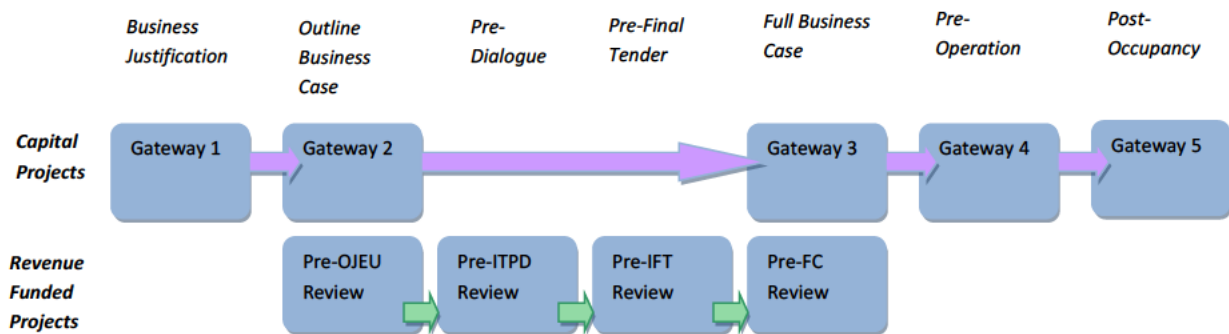 Business
Justification
Outline
Business
Case
Pre-
Dialogue
Pre-Final
Tender
Full Business
Case
Pre-
Operation
Post-
Occupancy
Capital
Projects
Gateway 1
Gateway 2
Gateway 3
Gateway 4
Gateway 5
Revenue
Funded
Projects
Pre-OJEU
Review
Pre-ITPD
Review
Pre-IFT
Review
Pre-FC
Review